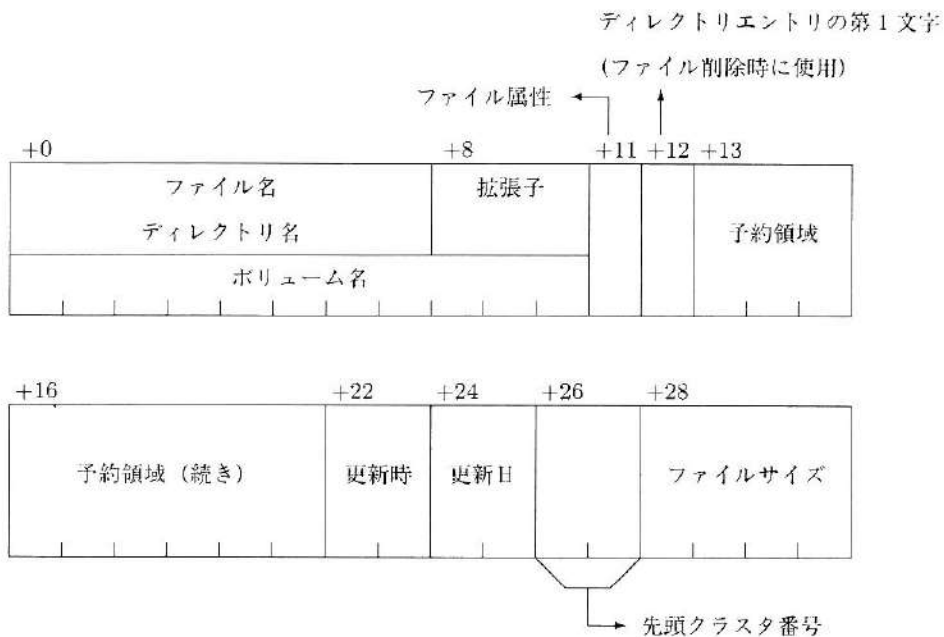 ディレクトリエントリの第1文字
(ファイル削除時に使用)
ファイル属性
+0
+8
+11
+12
+13
ファイル名
拡張子
ディレクトリ名
予約領域
ボリューム名
+16
+22
+24
+26
+28
予約領域 (続き)
更新時
更新日
ファイルサイズ
先頭クラスタ番号